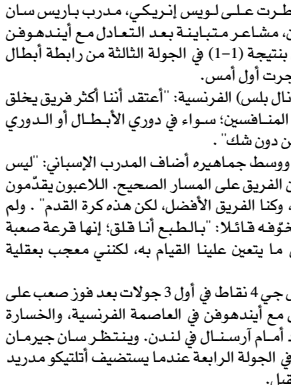 طرت على لويس إنريكي، مدرب باريس سان
ن، مشاعر متباينة بعد التعادل مع أيندهوفن
بنتيجة (1-1) في الجولة الثالثة من رابطة أبطال
جرت أول أمس.
نال بلس) الفرنسية: "أعتقد أننا أكثر فريق يخلق
المنافسين؛ سواء في دوري الأبطال أو الدوري
ن دون شك" .
ووسط جماهيره أضاف المدرب الإسباني: "ليس
ن الفريق على المسار الصحيح. اللاعبون يقدّمون
، وكنا الفريق الأفضل، لكن هذه كرة القدم" . ولم
خوّفه قائلا: "بالطبع أنا قلق؛ إنها قرعة صعبة
ما يتعين علينا القيام به، لكنني معجب بعقلية
جي 4 نقاط في أول 3 جولات بعد فوز صعب على
مع أيندهوفن في العاصمة الفرنسية، والخسارة
أمام آرسنال في لندن. وينتظر سان جيرمان
في الجولة الرابعة عندما يستضيف أتلتيكو مدريد
قبل.